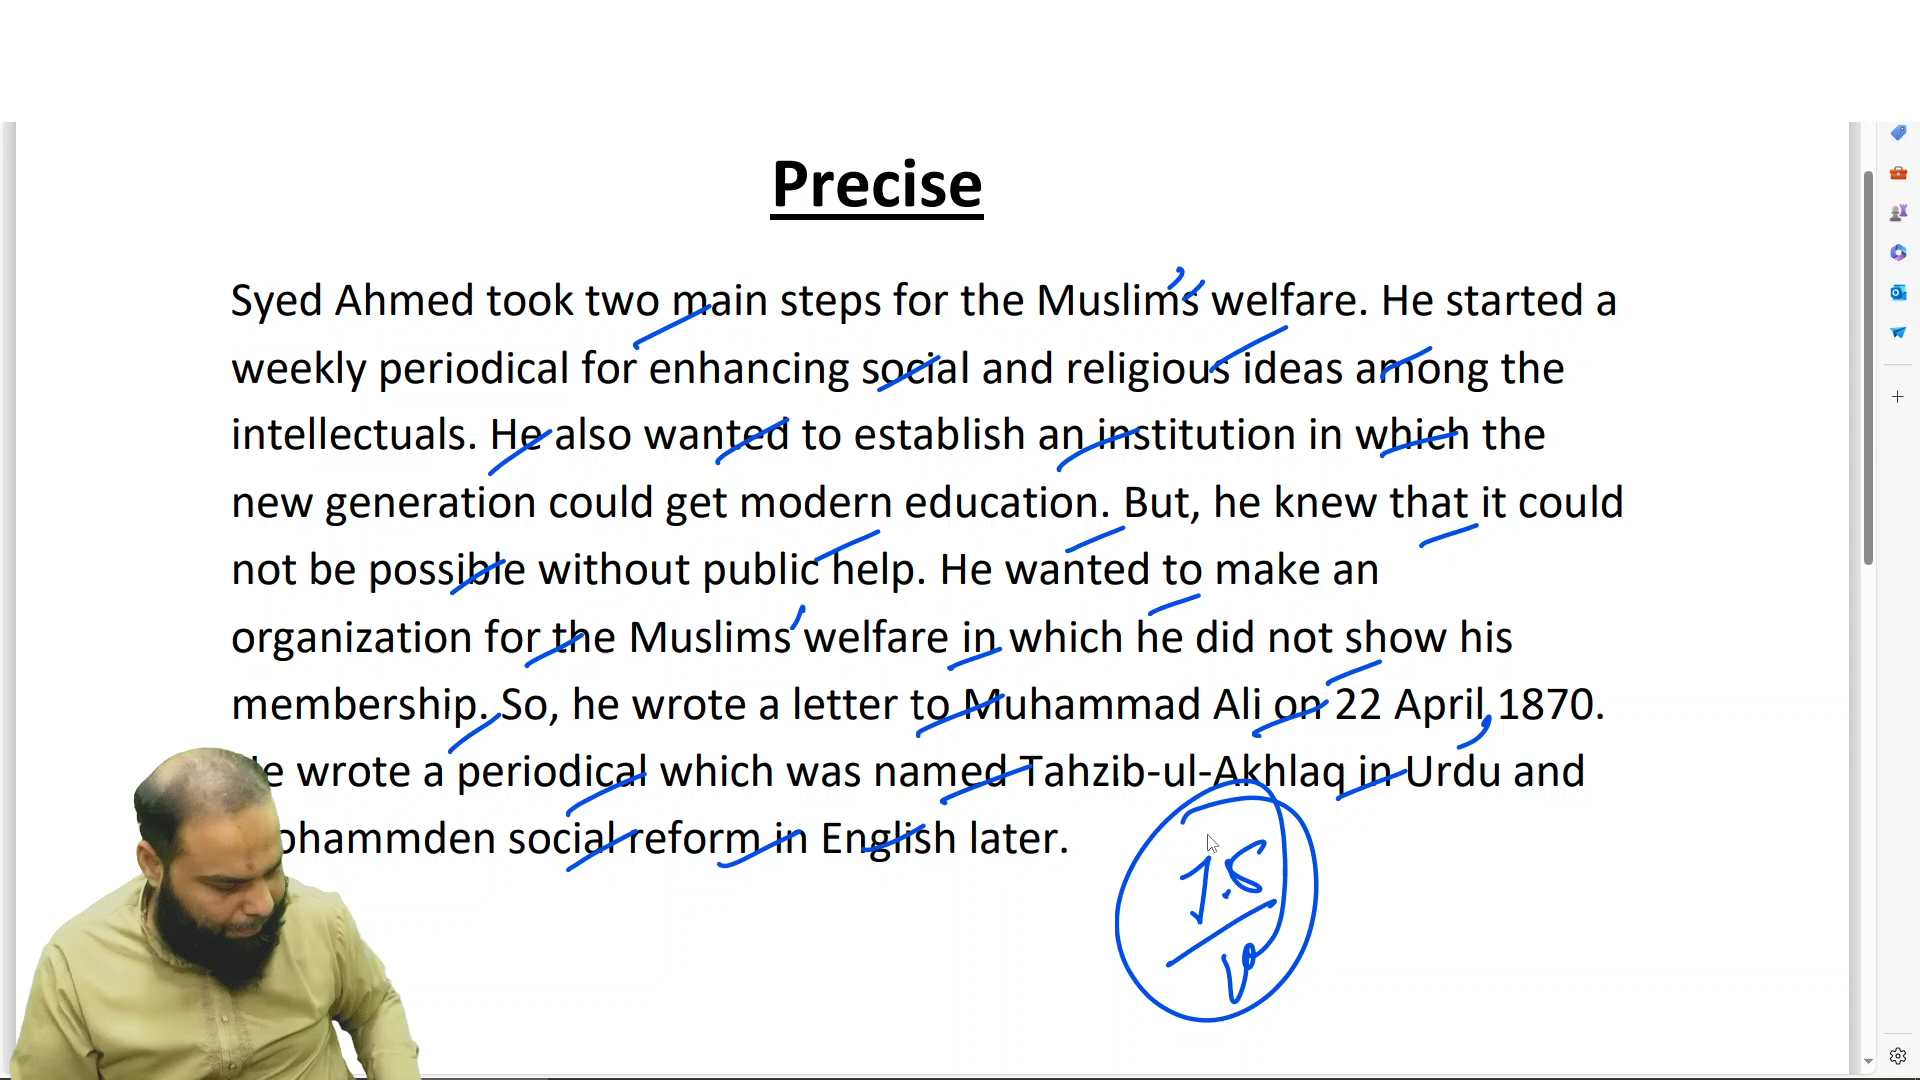 Precise
Syed Ahmed took two main steps for the Muslim's welfare. He started a
weekly periodical for enhancing social and religious ideas among the
intellectuals. He also wanted to establish an institution in which the
new generation could get modern education. But, he knew that it could
not be possible without public help. He wanted to make an
organization for the Muslims' welfare in which he did not show his
membership. So, he wrote a letter to Muhammad Ali on 22 April, 1870.
wrote a periodical which was named Tahzib-ul-Akhlaq in Urdu and
social reform in English later.